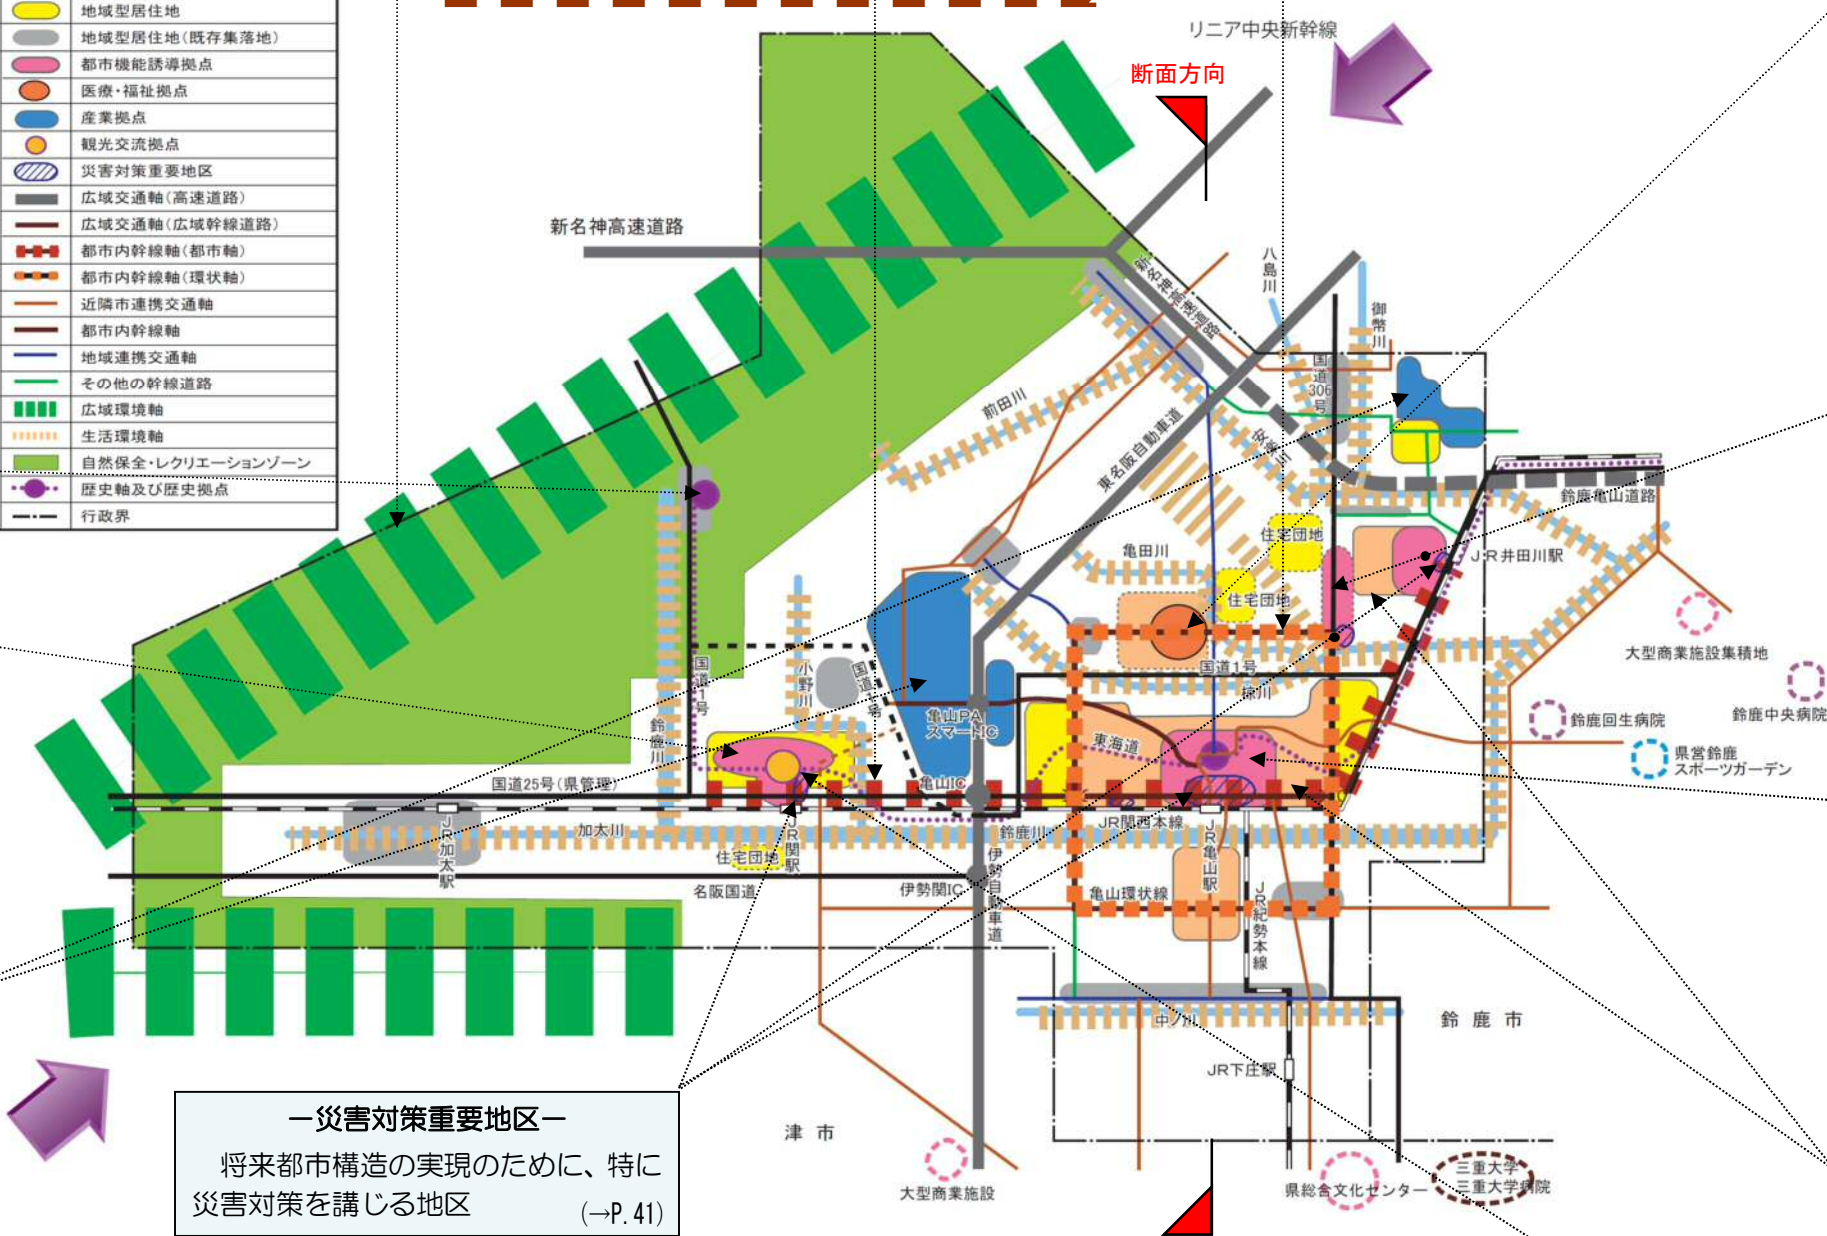 地域型居住地
地域型居住地(既存集落地)
都市機能誘導拠点
医療・福祉拠点
産業拠点
観光交流拠点
災害対策重要地区
広域交通軸(高速道路)
広域交通軸(広域幹線道路)
都市内幹線軸(都市軸)
都市内幹線軸(環状軸)
近隣市連携交通軸
都市内幹線軸
地域連携交通軸
その他の幹線道路
広域環境軸
生活環境軸
自然保全・レクリエーションゾーン
歴史軸及び歴史拠点
行政界
リニア中央新幹線
断面方向
新名神高速道路
新名神高速道路
八島川
御幣川
国道306号
前田川
安楽川
東名阪自動車道
鈴鹿亀山道路
住宅団地
亀田川
JR井田川駅
住宅団地
大型商業施設集積地
国道1号
国道1号
小野川
国道1号
椋川
鈴鹿中央病院
鈴鹿回生病院
亀山PA
スマートIC
東海道
鈴鹿川
県営鈴鹿
スポーツガーデン
国道25号(県管理)
亀山IC
加太川
JR加太駅
JR関駅
鈴鹿川
JR関西本線
JR亀山駅
住宅団地
名阪国道
伊勢関IC
伊勢自動車道
亀山環状線
JR紀勢本線
中ノ川
鈴鹿市
JR下庄駅
津市
大型商業施設
県総合文化センター
三重大学
三重大学病院
―災害対策重要地区―
将来都市構造の実現のために、特に
災害対策を講じる地区
(→P.41)